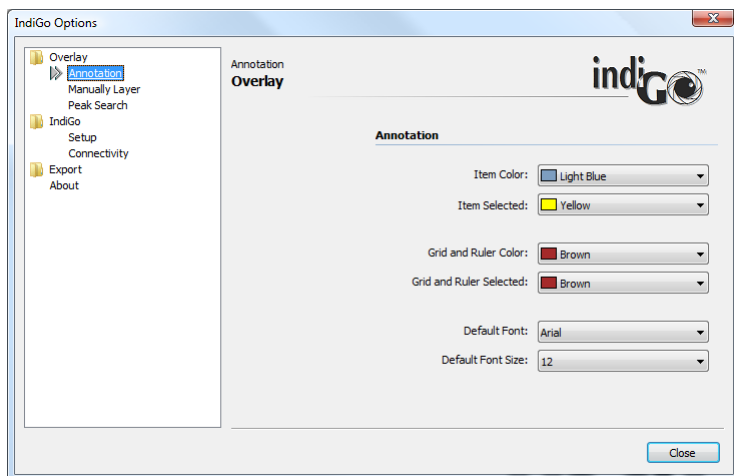 IndiGo Options
Overlay
Annotation
Manually Layer
Peak Search
IndiGo
Setup
Connectivity
Export
About
Annotation
Overlay
indiGo™
Annotation
Item Color: Light Blue
Item Selected: Yellow
Grid and Ruler Color: Brown
Grid and Ruler Selected: Brown
Default Font: Arial
Default Font Size: 12
Close